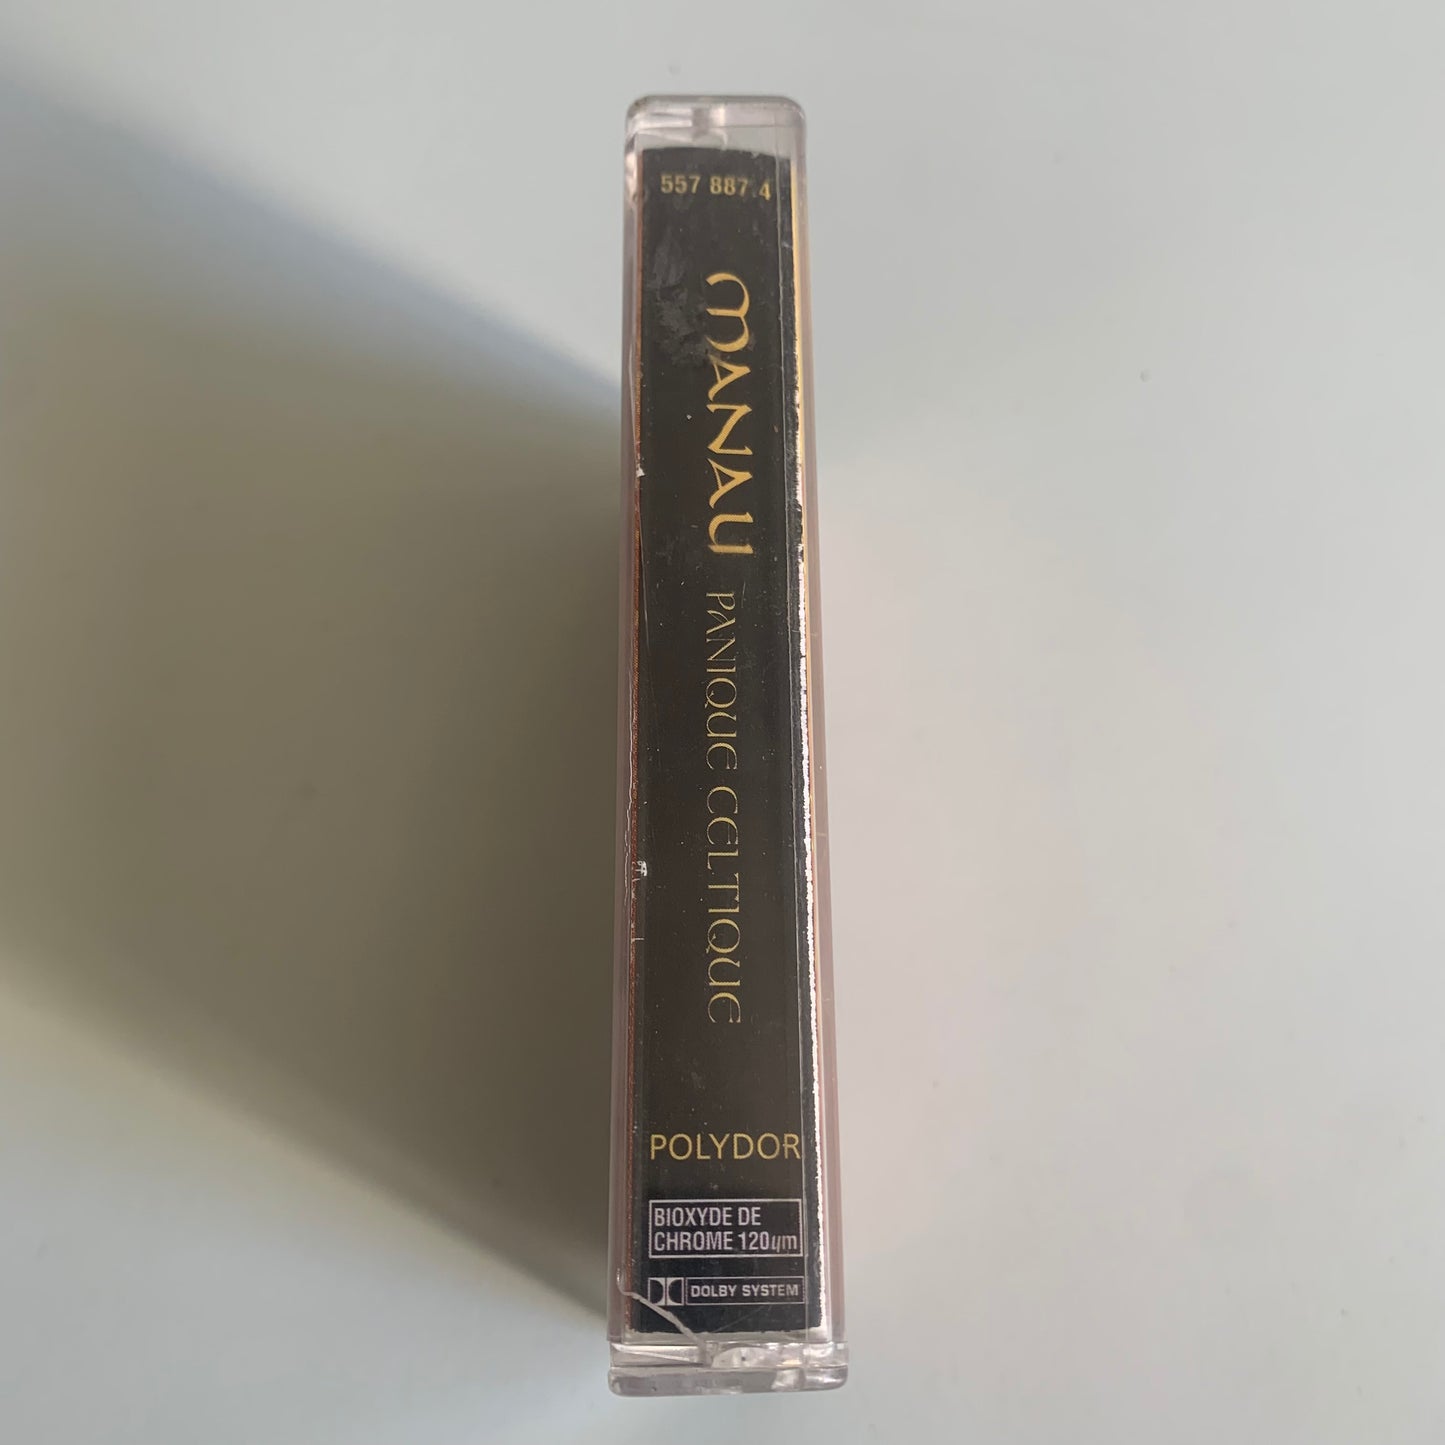 557 887.4
MANAU PANIQUE CELTIQUE
POLYDOR
BIOXYDE DE
CHROME 120µm
DOLBY SYSTEM